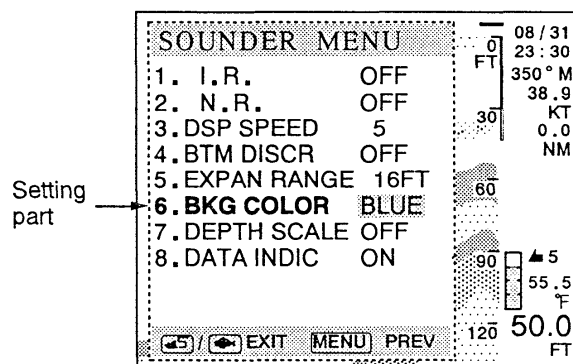 SOUNDER MENU
1. I.R. OFF
2. N.R. OFF
3. DSP SPEED 5
4. BTM DISCR OFF
5. EXPAN RANGE 16FT
6. BKG COLOR BLUE
7. DEPTH SCALE OFF
8. DATA INDIC ON
5 / EXIT MENU PREV
Setting
part
0
FT
30
60
90
120
08/31
23:30
350°M
38.9
KT
0.0
NM
5
55.5
°F
50.0
FT